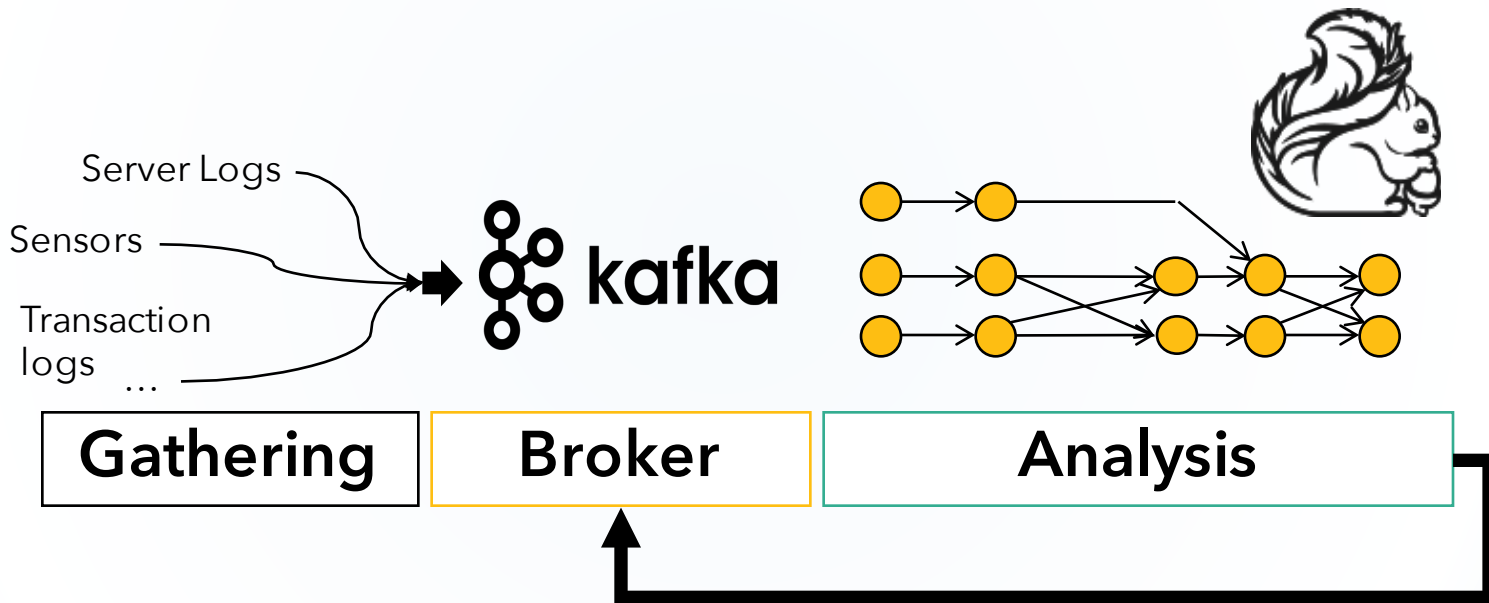 Server Logs
Sensors
Transaction
logs ...
kafka
Gathering
Broker
Analysis